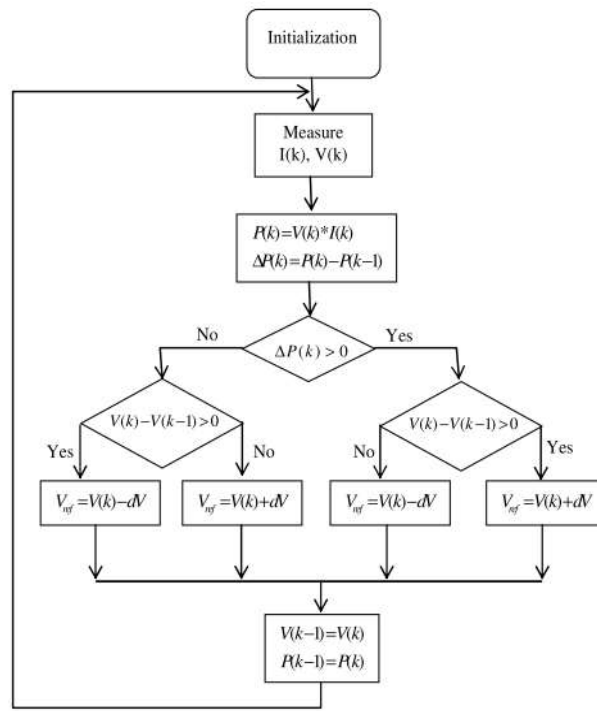 Initialization
Measure
I(k), V(k)
P(k)=V(k)*I(k)
ΔP(k)=P(k)−P(k−1)
No
Yes
ΔP(k)>0
V(k)−V(k−1)>0
V(k)−V(k−1)>0
Yes
No
No
Yes
V_ref=V(k)−dV
V_ref=V(k)+dV
V_ref=V(k)−dV
V_ref=V(k)+dV
V(k−1)=V(k)
P(k−1)=P(k)